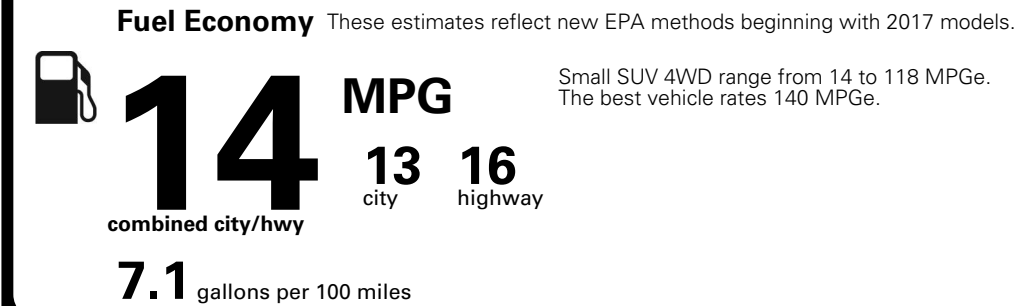 Fuel Economy These estimates reflect new EPA methods beginning with 2017 models.
14 MPG
Small SUV 4WD range from 14 to 118 MPGe.
The best vehicle rates 140 MPGe.
13 16
city highway
combined city/hwy
7.1 gallons per 100 miles